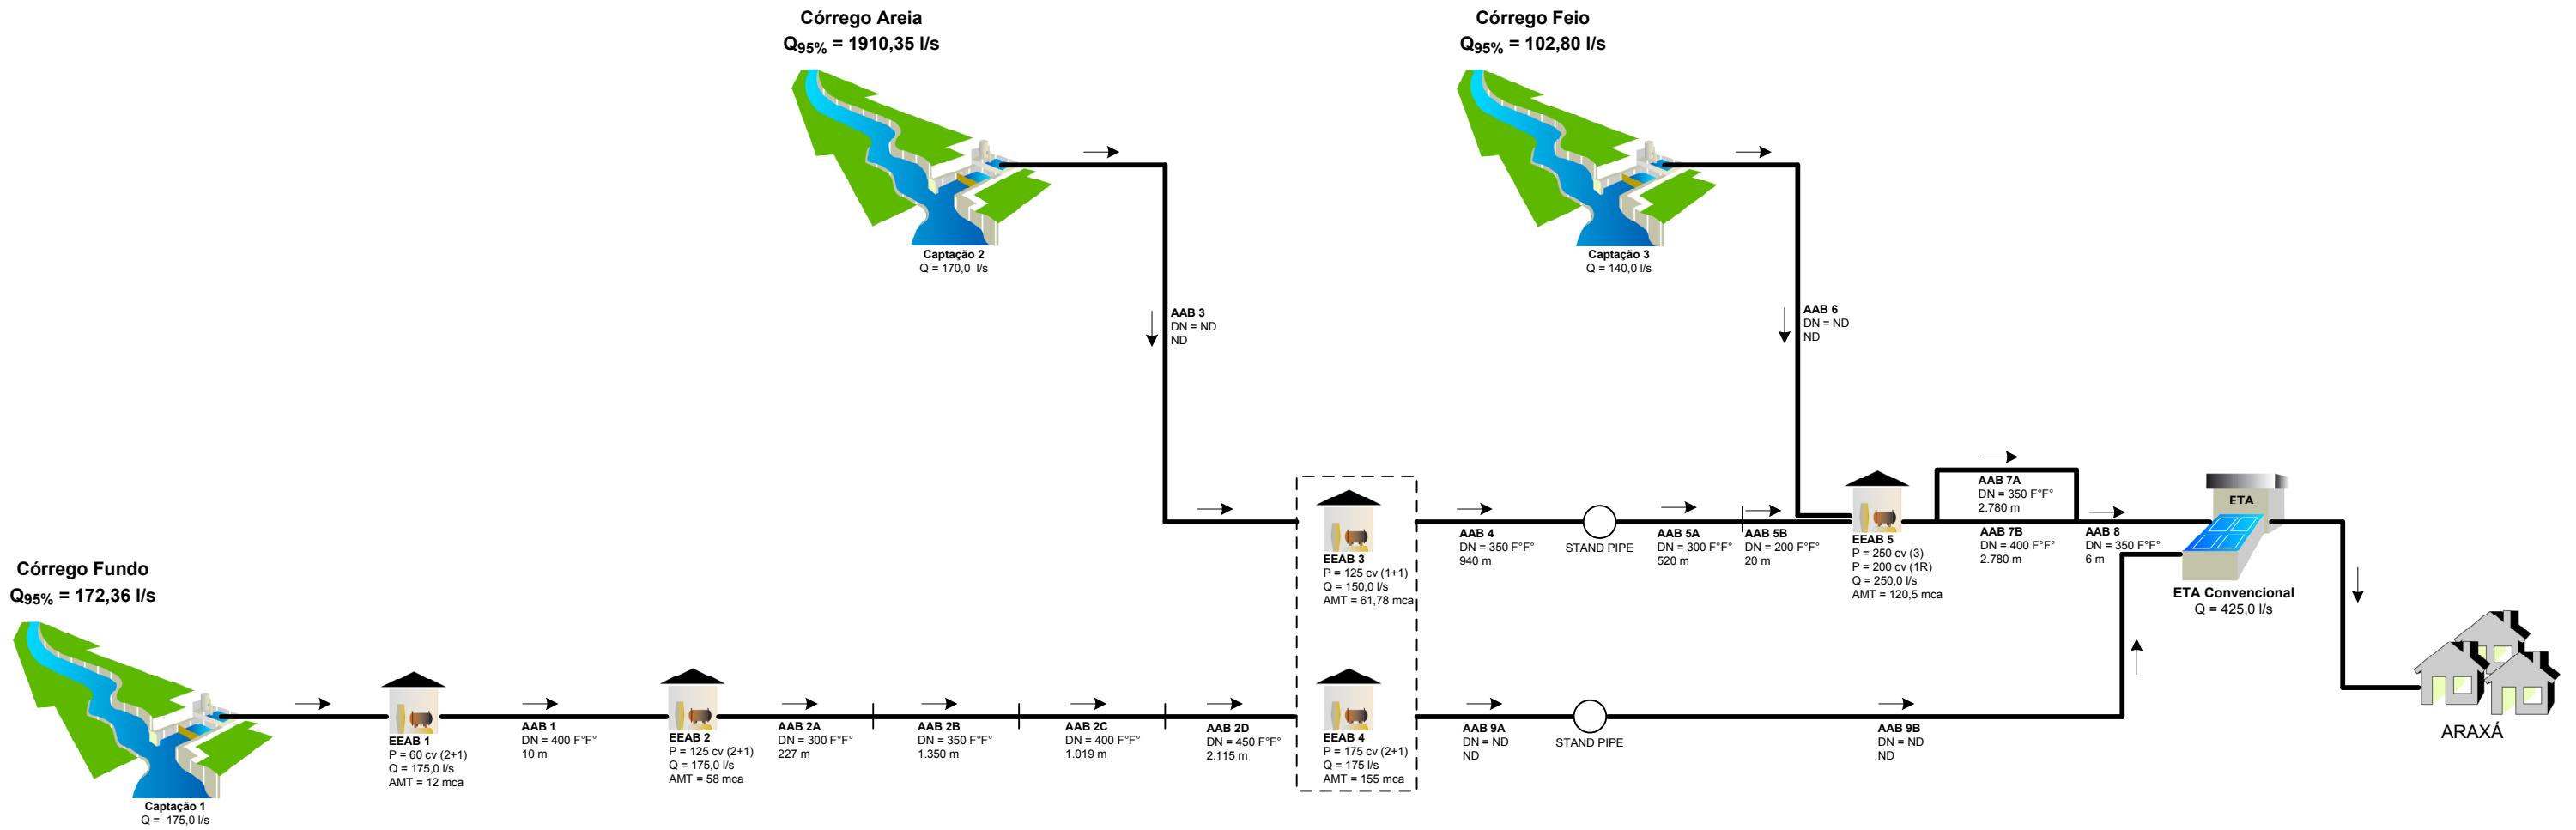 Córrego Areia
Q95% = 1910,35 l/s
Córrego Feio
Q95% = 102,80 l/s
Captação 2
Q = 170,0 l/s
Captação 3
Q = 140,0 l/s
AAB 3
DN = ND
ND
AAB 6
DN = ND
ND
Córrego Fundo
Q95% = 172,36 l/s
Captação 1
Q = 175,0 l/s
EEAB 1
P = 60 cv (2+1)
Q = 175,0 l/s
AMT = 12 mca
AAB 1
DN = 400 F°F°
10 m
EEAB 2
P = 125 cv (2+1)
Q = 175,0 l/s
AMT = 58 mca
AAB 2A
DN = 300 F°F°
227 m
AAB 2B
DN = 350 F°F°
1.350 m
AAB 2C
DN = 400 F°F°
1.019 m
AAB 2D
DN = 450 F°F°
2.115 m
EEAB 3
P = 125 cv (1+1)
Q = 150,0 l/s
AMT = 61,78 mca
EEAB 4
P = 175 cv (2+1)
Q = 175 l/s
AMT = 155 mca
AAB 4
DN = 350 F°F°
940 m
STAND PIPE
AAB 5A
DN = 300 F°F°
520 m
AAB 5B
DN = 200 F°F°
20 m
EEAB 5
P = 250 cv (3)
P = 200 cv (1R)
Q = 250,0 l/s
AMT = 120,5 mca
AAB 7A
DN = 350 F°F°
2.780 m
AAB 7B
DN = 400 F°F°
2.780 m
AAB 8
DN = 350 F°F°
6 m
ETA
ETA Convencional
Q = 425,0 l/s
AAB 9A
DN = ND
ND
STAND PIPE
AAB 9B
DN = ND
ND
ARAXÁ